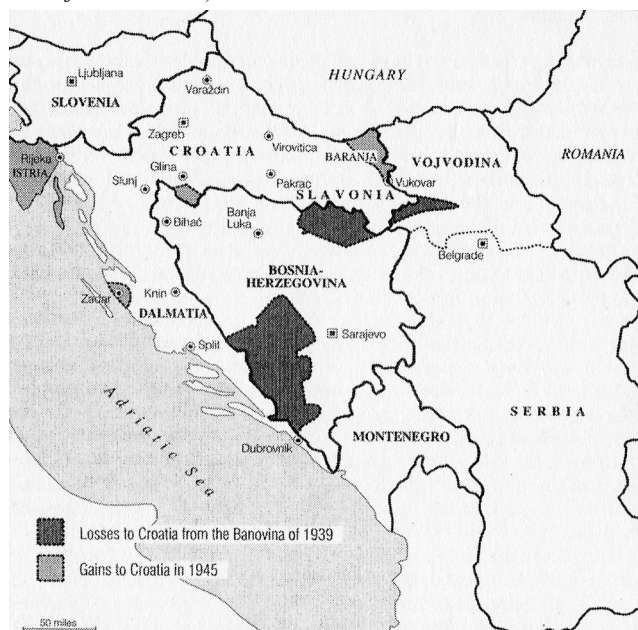 HUNGARY
Ljubljana
SLOVENIA
Varaždin
Zagreb
CROATIA
Virovitica
BARANJA
VOJVODINA
ROMANIA
Rijeka
ISTRIA
Glina
Slunj
Pakrac
SLAVONIA
Vukovar
Bihać
Banja
Luka
Belgrade
BOSNIA-
HERZEGOVINA
Zadar
Knin
DALMATIA
Sarajevo
Split
SERBIA
Adriatic Sea
MONTENEGRO
Dubrovnik
Losses to Croatia from the Banovina of 1939
Gains to Croatia in 1945
50 miles